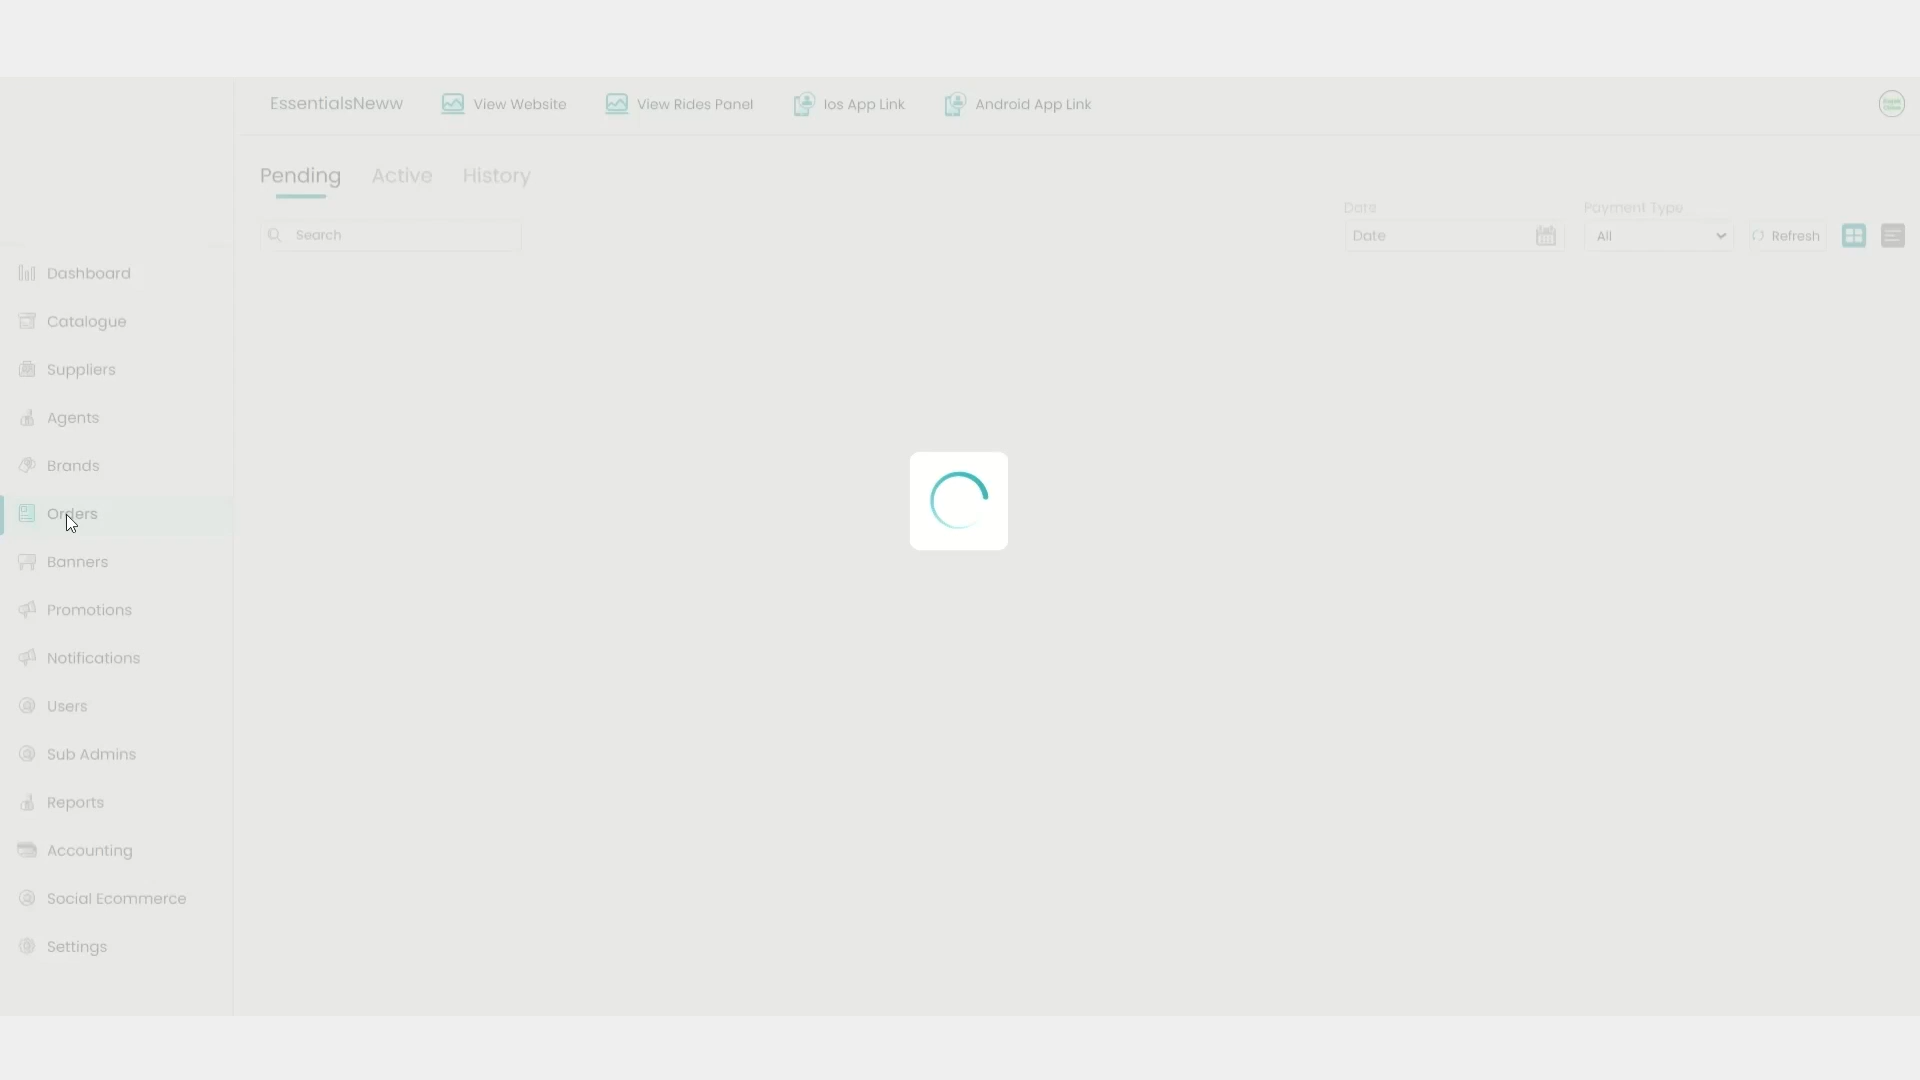 EssentialsNeww
View Website
View Rides Panel
Ios App Link
Android App Link
Pending
Active
History
Search
Date
Date
Payment Type
All
Refresh
Dashboard
Catalogue
Suppliers
Agents
Brands
Orders
Banners
Promotions
Notifications
Users
Sub Admins
Reports
Accounting
Social Ecommerce
Settings